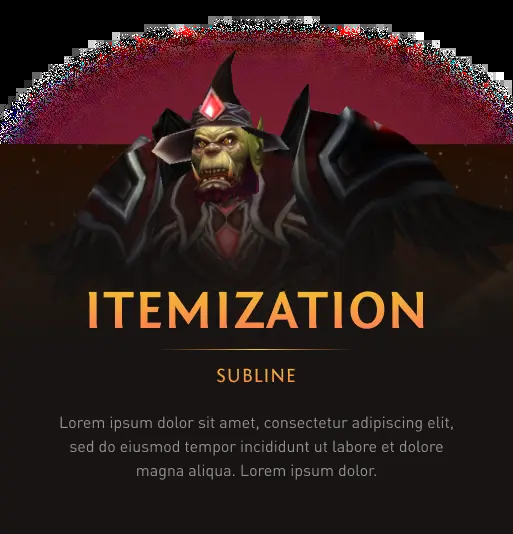 ITEMIZATION
SUBLINE
Lorem ipsum dolor sit amet, consectetur adipiscing elit,
sed do eiusmod tempor incididunt ut labore et dolore
magna aliqua. Lorem ipsum dolor.